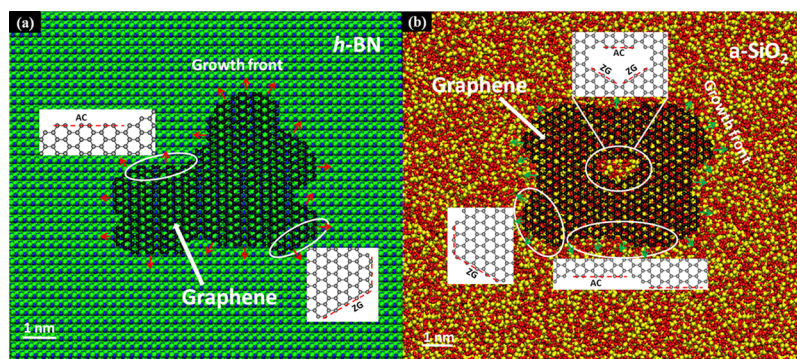 (a)
h-BN
Growth front
AC
Graphene
ZG
1 nm
(b)
a-SiO2
AC
ZG
ZG
Graphene
Growth front
ZG
AC
1 nm